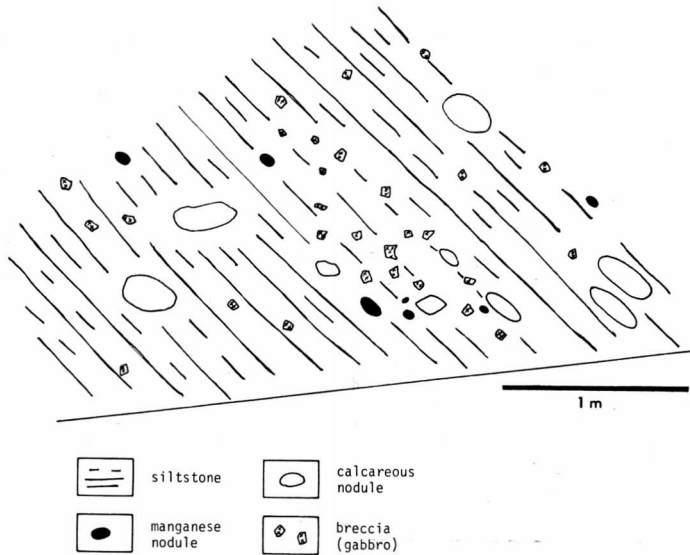 1 m
siltstone
calcareous
nodule
manganese
nodule
breccia
(gabbro)